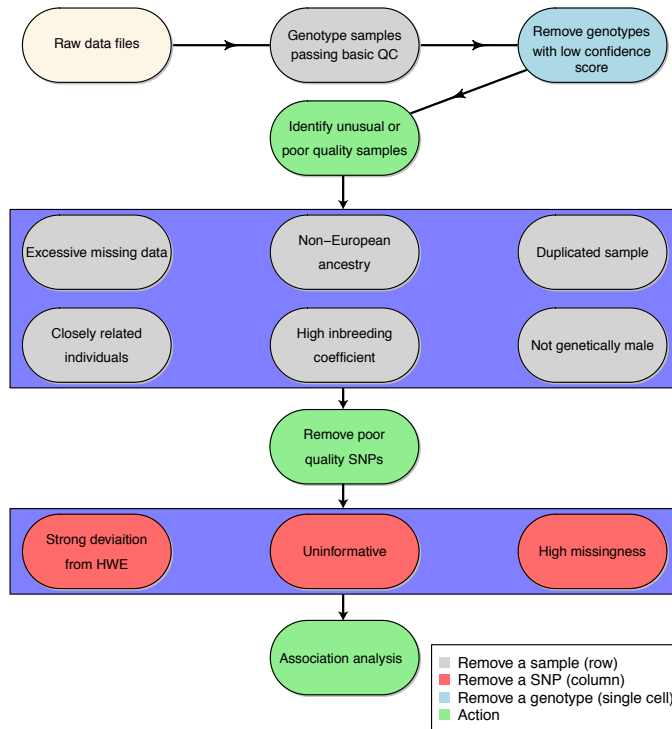 Raw data files
Genotype samples
passing basic QC
Remove genotypes
with low confidence
score
Identify unusual or
poor quality samples
Excessive missing data
Non−European
ancestry
Duplicated sample
Closely related
individuals
High inbreeding
coefficient
Not genetically male
Remove poor
quality SNPs
Strong deviaition
from HWE
Uninformative
High missingness
Association analysis
Remove a sample (row)
Remove a SNP (column)
Remove a genotype (single cell)
Action